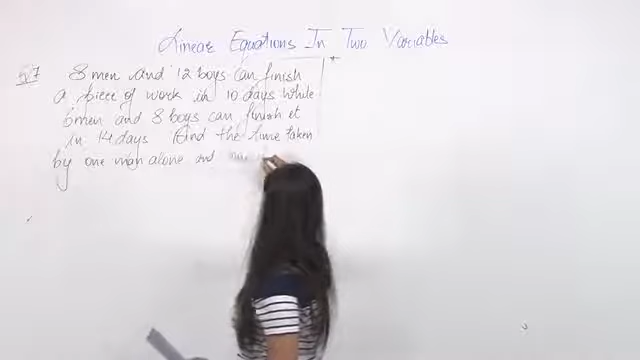 Linear Equations In Two Variables
Q7 8 men and 12 boys can finish
a piece of work in 10 days while
6 men and 8 boys can finish it
in 14 days Find the time taken
by one man alone and